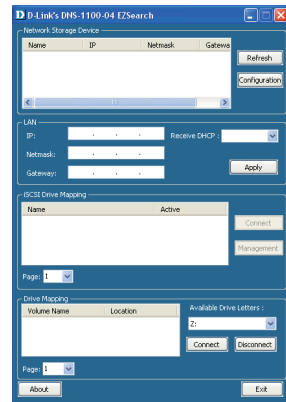 D-Link's DNS-1100-04 EZSearch
Network Storage Device
Name IP Netmask Gatewa
Refresh
Configuration
LAN
IP: . . . Receive DHCP :
Netmask: . . .
Gateway: . . .
Apply
iSCSI Drive Mapping
Name Active
Connect
Management
Page: 1
Drive Mapping
Volume Name Location
Available Drive Letters :
Z:
Connect Disconnect
Page: 1
About Exit